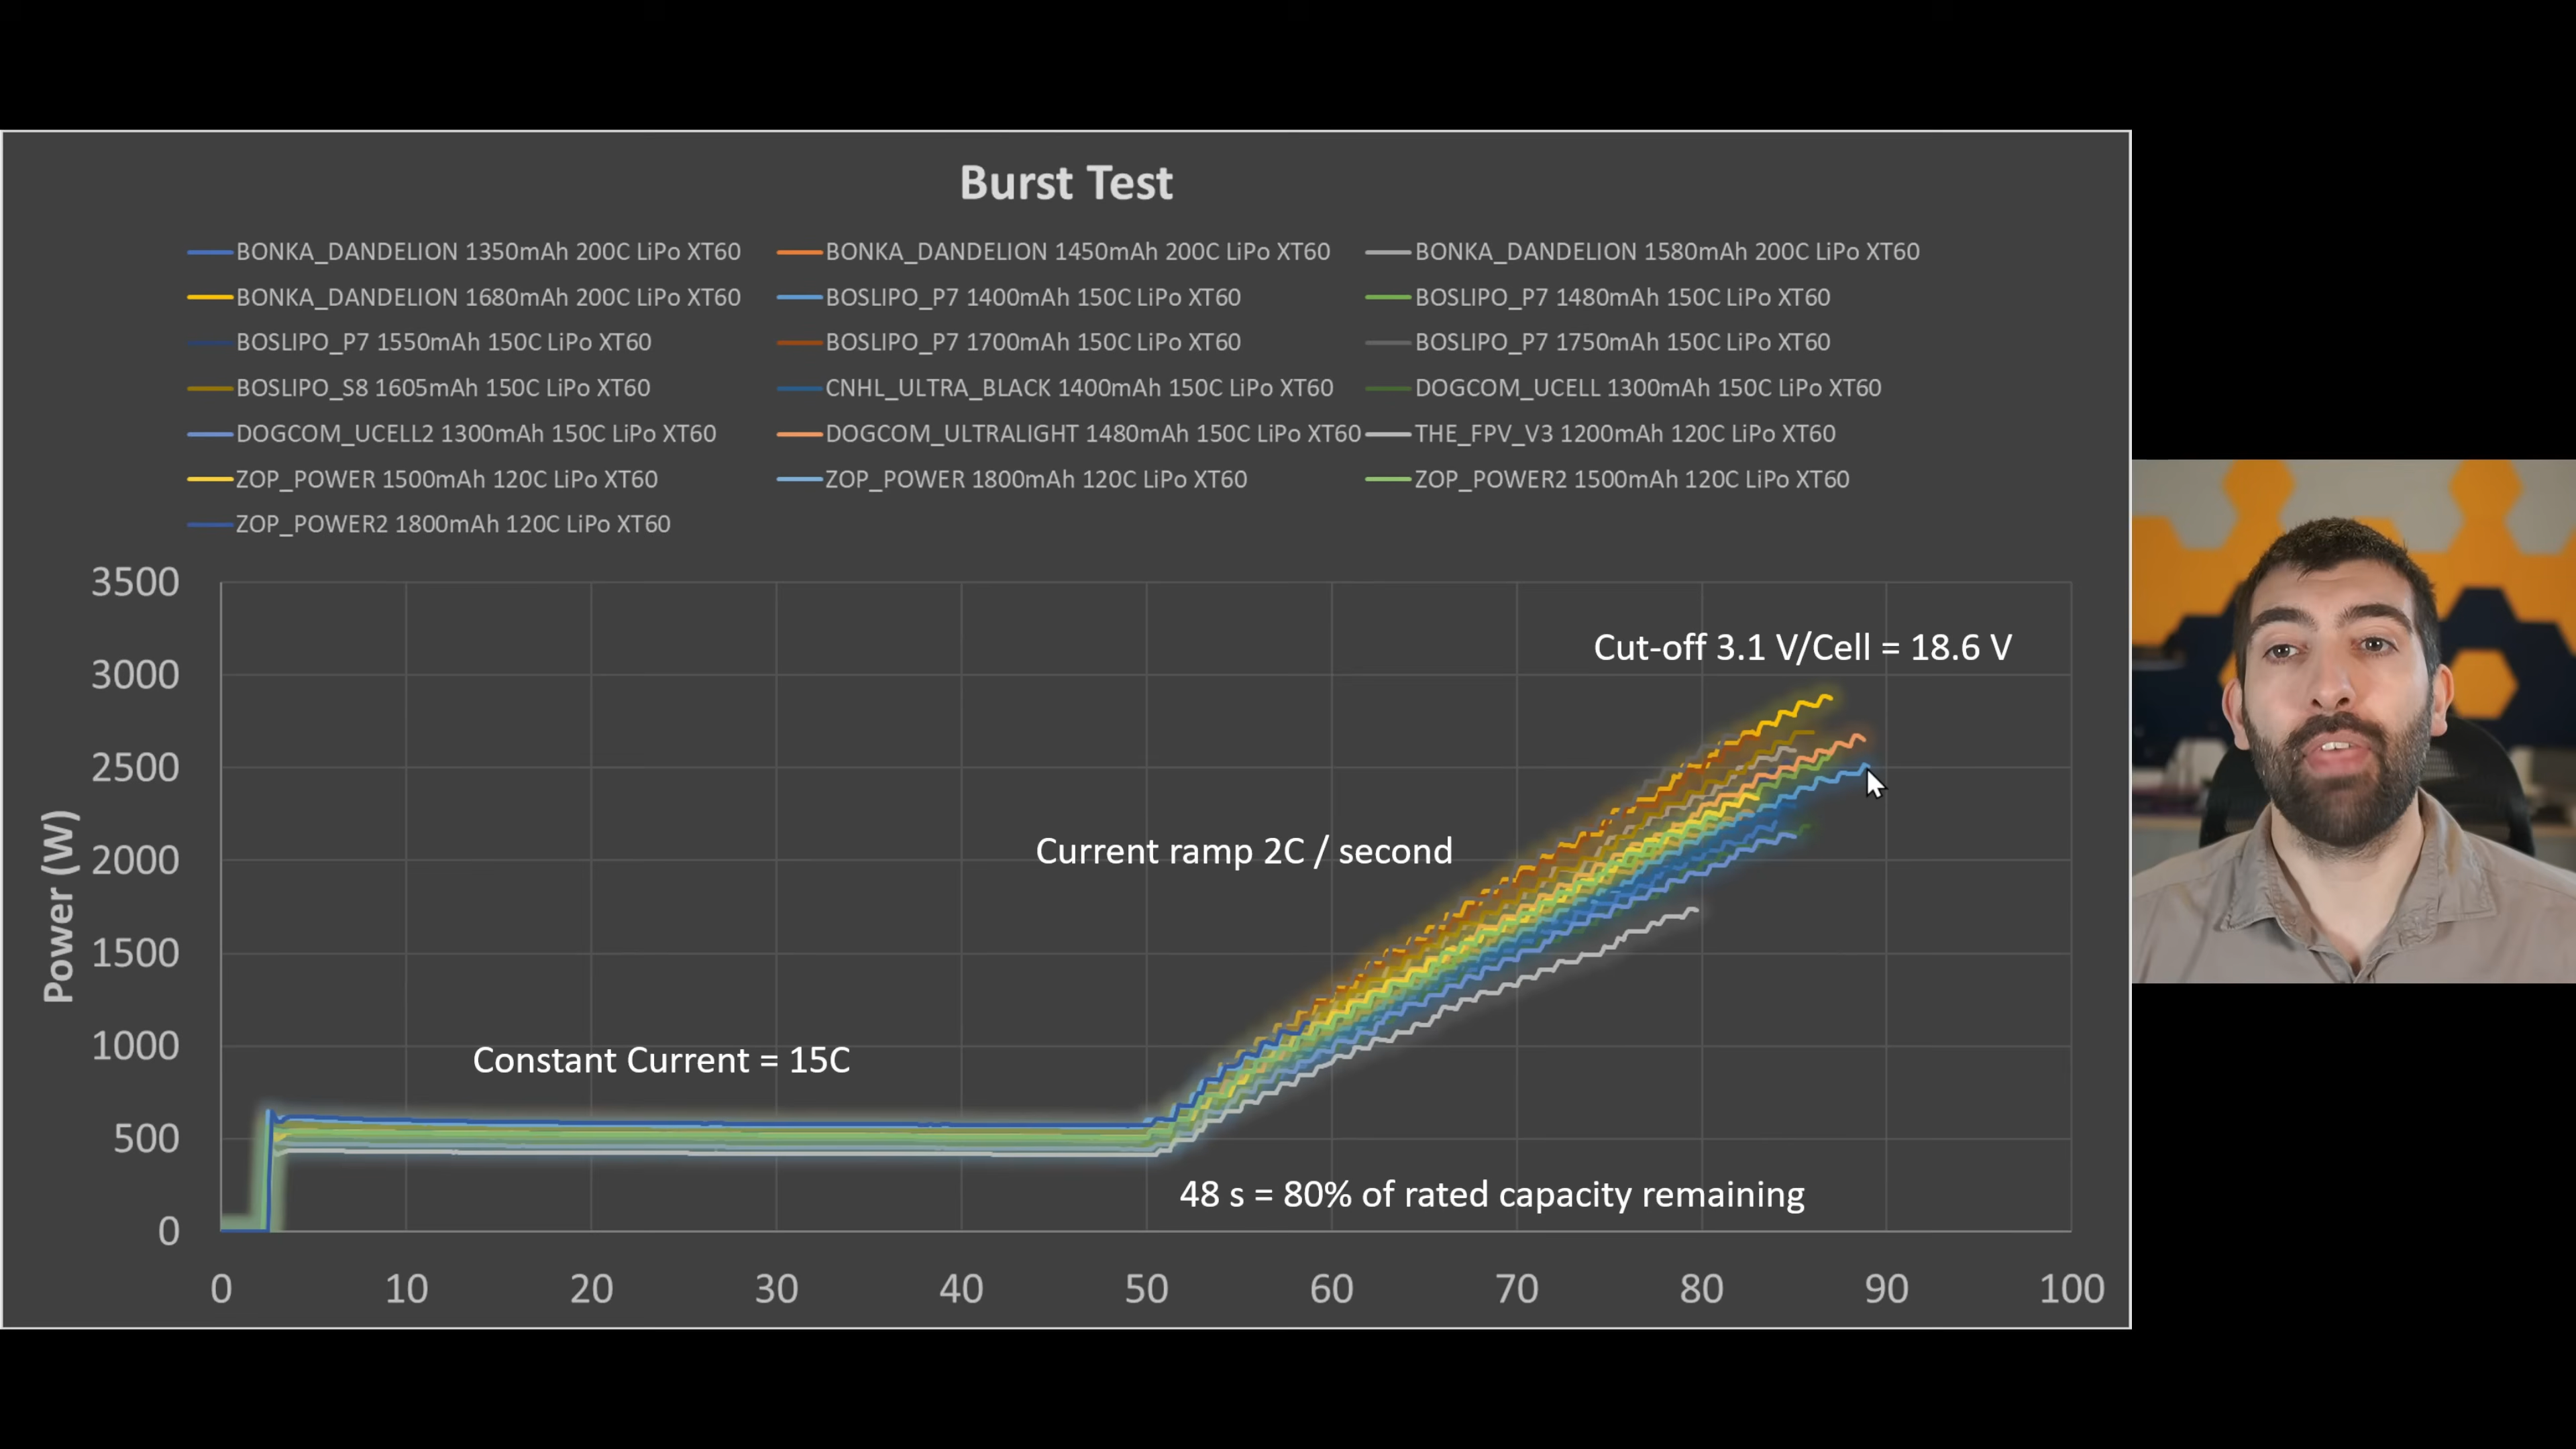 Burst Test
BONKA_DANDELION 1350mAh 200C LiPo XT60 BONKA_DANDELION 1450mAh 200C LiPo XT60 BONKA_DANDELION 1580mAh 200C LiPo XT60
BONKA_DANDELION 1680mAh 200C LiPo XT60 BOSLIPO_P7 1400mAh 150C LiPo XT60 BOSLIPO_P7 1480mAh 150C LiPo XT60
BOSLIPO_P7 1550mAh 150C LiPo XT60 BOSLIPO_P7 1700mAh 150C LiPo XT60 BOSLIPO_P7 1750mAh 150C LiPo XT60
BOSLIPO_S8 1605mAh 150C LiPo XT60 CNHL_ULTRA_BLACK 1400mAh 150C LiPo XT60 DOGCOM_UCELL 1300mAh 150C LiPo XT60
DOGCOM_UCELL2 1300mAh 150C LiPo XT60 DOGCOM_ULTRALIGHT 1480mAh 150C LiPo XT60 THE_FPV_V3 1200mAh 120C LiPo XT60
ZOP_POWER 1500mAh 120C LiPo XT60 ZOP_POWER 1800mAh 120C LiPo XT60 ZOP_POWER2 1500mAh 120C LiPo XT60
ZOP_POWER2 1800mAh 120C LiPo XT60
Power (W)
3500
3000
2500
2000
1500
1000
500
0
Cut-off 3.1 V/Cell = 18.6 V
Current ramp 2C / second
Constant Current = 15C
48 s = 80% of rated capacity remaining
0 10 20 30 40 50 60 70 80 90 100